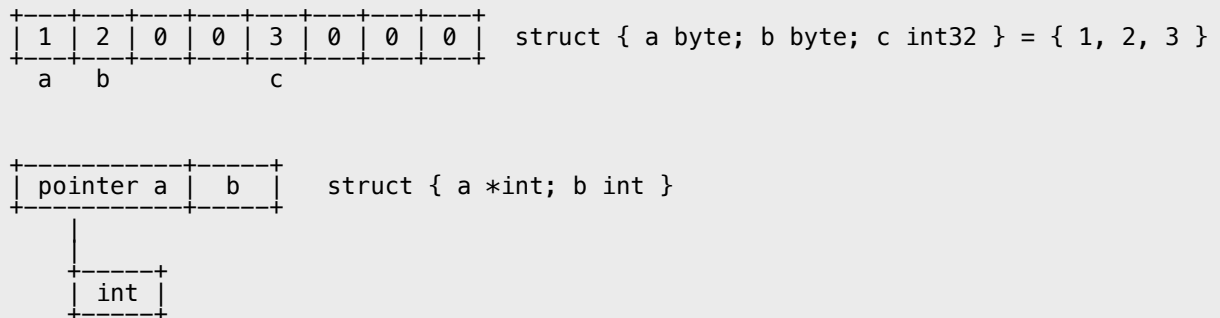 +---+---+---+---+---+---+---+---+
| 1 | 2 | 0 | 0 | 3 | 0 | 0 | 0 |  struct { a byte; b byte; c int32 } = { 1, 2, 3 }
+---+---+---+---+---+---+---+---+
  a   b           c
+-----------+-----+
| pointer a |  b  |   struct { a *int; b int }
+-----------+-----+
    |
    |
    +-----+
    | int |
    +-----+